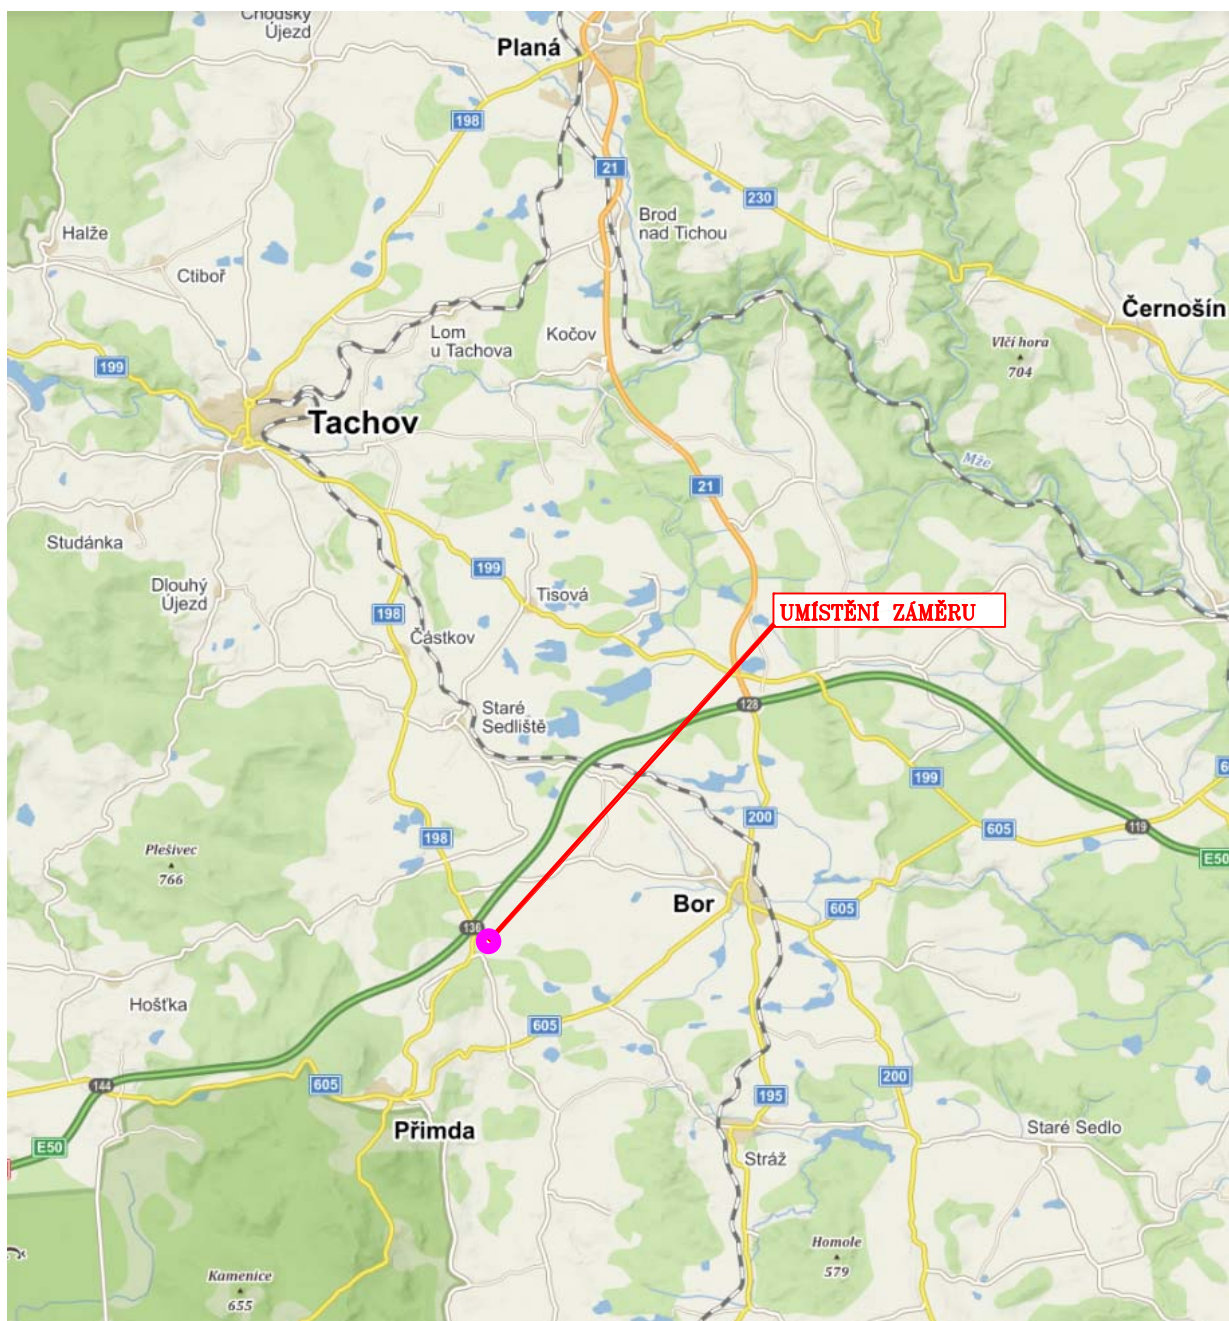 Chodský
Újezd
Planá
198
21
230
Brod
nad Tichou
Halže
Ctiboř
Černošín
Lom
u Tachova
Kočov
Vlčí hora
704
199
Tachov
Mže
21
Studánka
199
Dlouhý
Újezd
Tisová
198
UMÍSTĚNÍ ZÁMĚRU
Částkov
Staré
Sedliště
128
199
200
198
605
119
Plešivec
766
E50
Bor
605
136
Hošťka
605
144
605
200
195
Přimda
Staré Sedlo
E50
Stráž
Homole
579
Kamenice
655